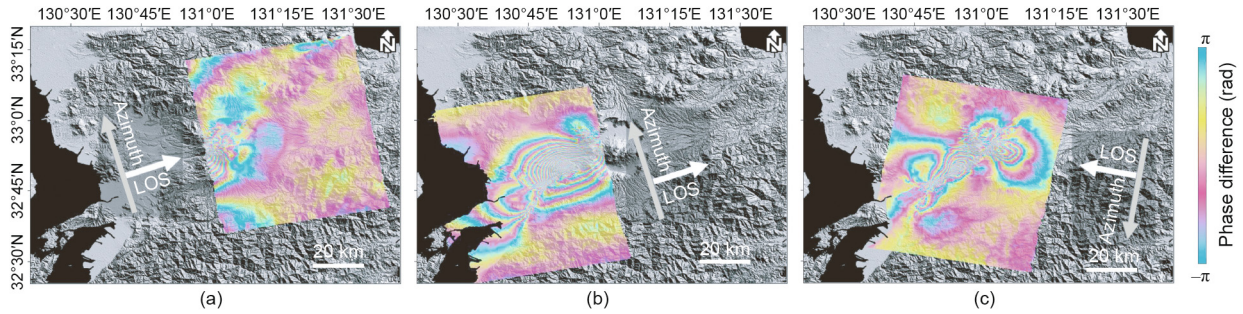 130°30′E 130°45′E 131°0′E 131°15′E 131°30′E
130°30′E 130°45′E 131°0′E 131°15′E 131°30′E
130°30′E 130°45′E 131°0′E 131°15′E 131°30′E
33°15′N
33°0′N
32°45′N
32°30′N
N
Azimuth
LOS
20 km
(a)
N
Azimuth
LOS
20 km
(b)
N
LOS
Azimuth
20 km
(c)
π
Phase difference (rad)
−π